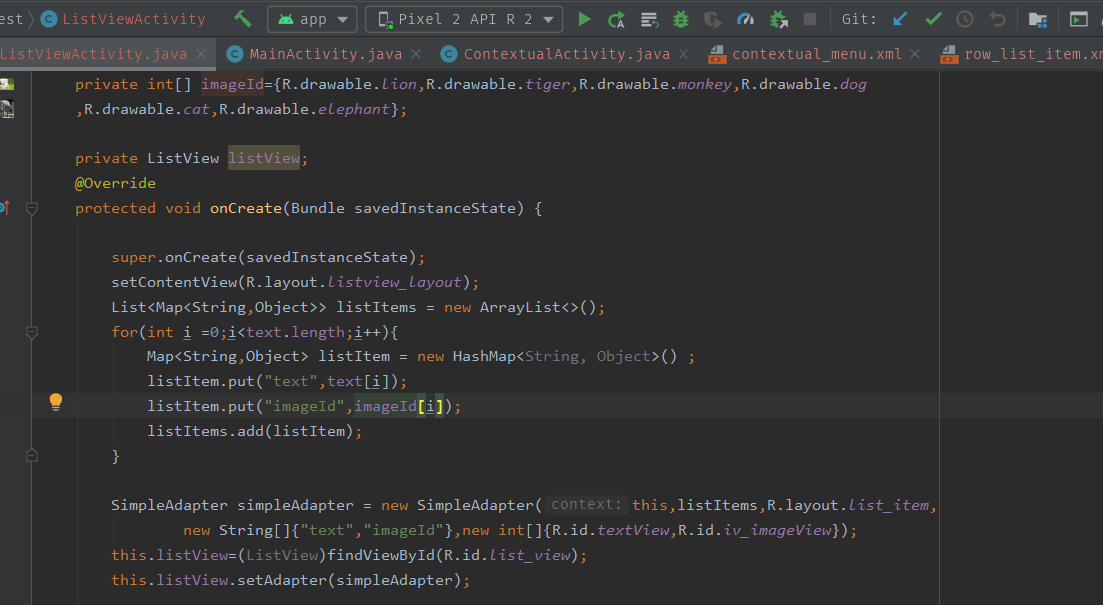 est ListViewActivity app Pixel 2 API R 2 Git:
ListViewActivity.java MainActivity.java ContextualActivity.java contextual_menu.xml row_list_item.xm
private int[] imageId={R.drawable.lion,R.drawable.tiger,R.drawable.monkey,R.drawable.dog
,R.drawable.cat,R.drawable.elephant};
private ListView listView;
@Override
protected void onCreate(Bundle savedInstanceState) {
super.onCreate(savedInstanceState);
setContentView(R.layout.listview_layout);
List<Map<String,Object>> listItems = new ArrayList<>();
for(int i =0;i<text.length;i++){
Map<String,Object> listItem = new HashMap<String, Object>() ;
listItem.put("text",text[i]);
listItem.put("imageId",imageId[i]);
listItems.add(listItem);
}
SimpleAdapter simpleAdapter = new SimpleAdapter( context: this,listItems,R.layout.list_item,
new String[]{"text","imageId"},new int[]{R.id.textView,R.id.iv_imageView});
this.listView=(ListView)findViewById(R.id.list_view);
this.listView.setAdapter(simpleAdapter);